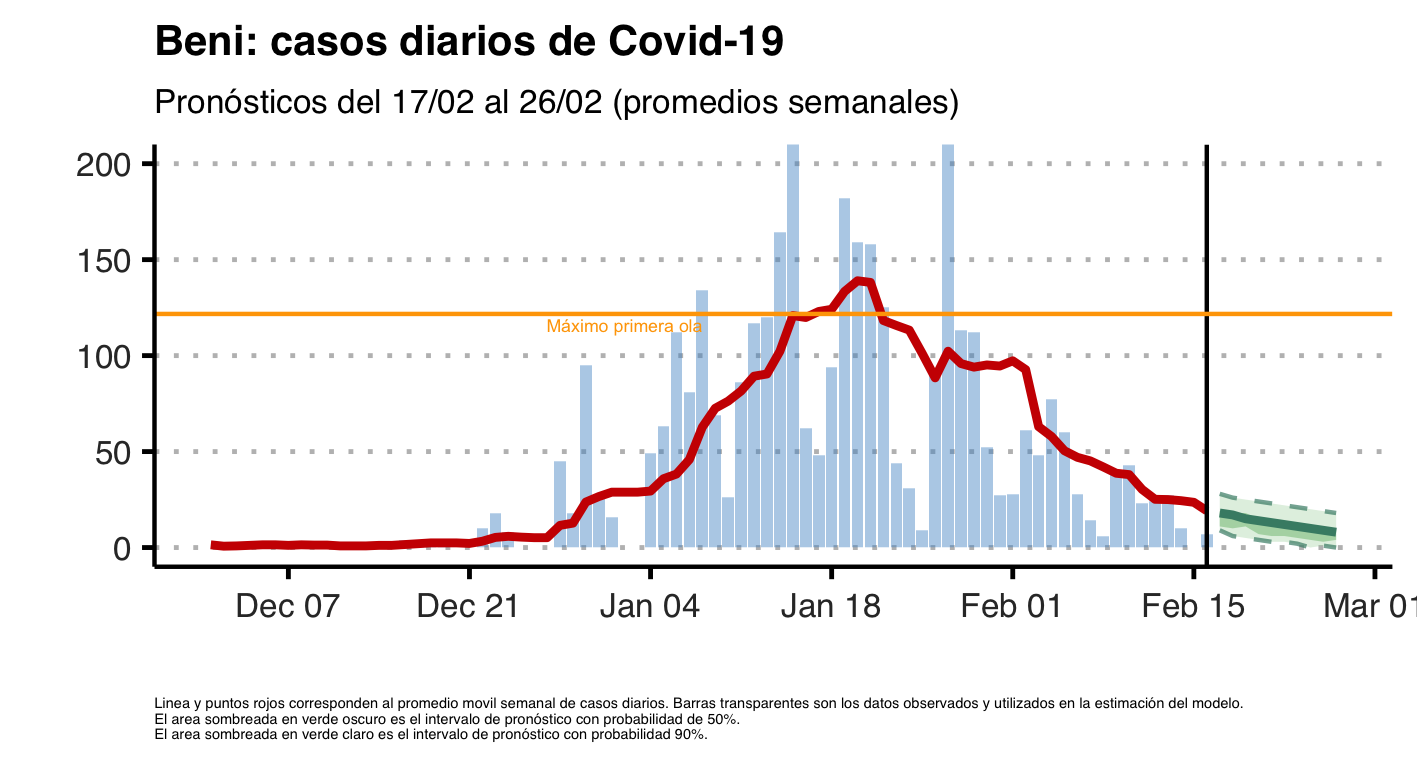 Beni: casos diarios de Covid-19
Pronósticos del 17/02 al 26/02 (promedios semanales)
200
150
Máximo primera ola
100
50
0
Dec 07 Dec 21 Jan 04 Jan 18 Feb 01 Feb 15 Mar 01
Linea y puntos rojos corresponden al promedio movil semanal de casos diarios. Barras transparentes son los datos observados y utilizados en la estimación del modelo.
El area sombreada en verde oscuro es el intervalo de pronóstico con probabilidad de 50%.
El area sombreada en verde claro es el intervalo de pronóstico con probabilidad 90%.